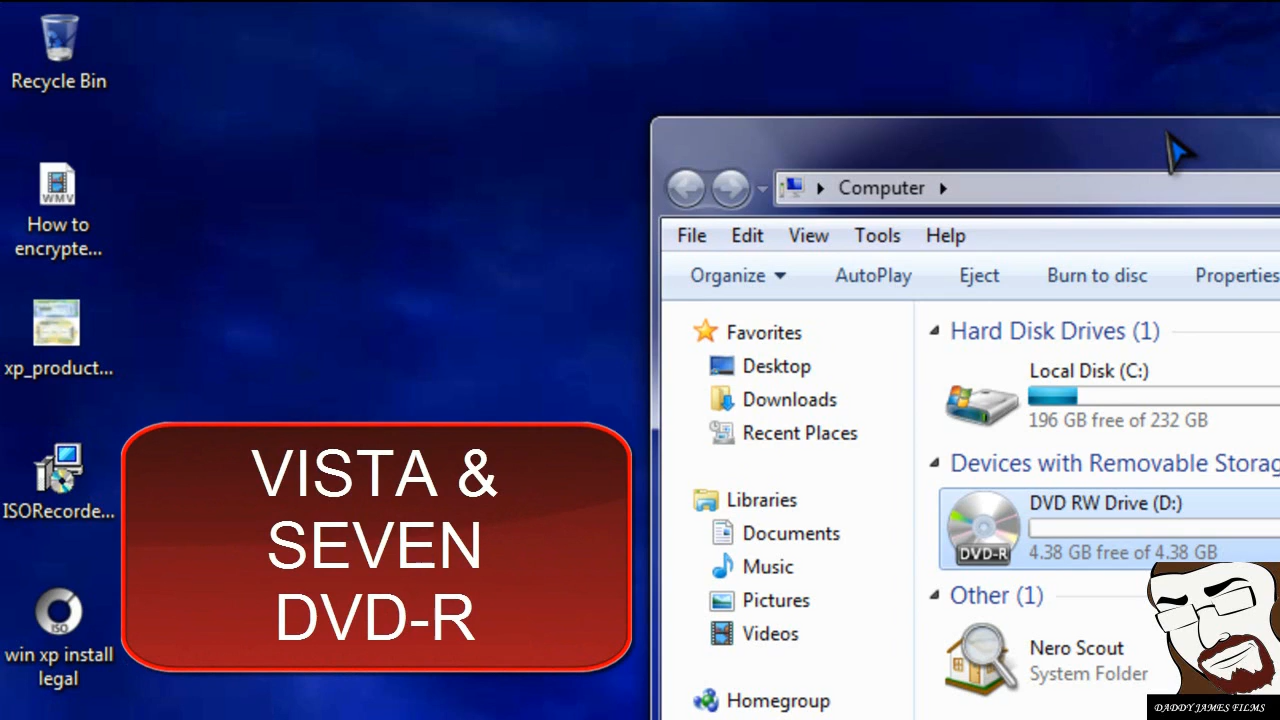 Recycle Bin
WMV
How to
encrypte...
xp_product...
ISORecorde...
ISO
win xp install
legal
VISTA &
SEVEN
DVD-R
Computer
File Edit View Tools Help
Organize AutoPlay Eject Burn to disc Properties
Favorites
Desktop
Downloads
Recent Places
Libraries
Documents
Music
Pictures
Videos
Homegroup
Hard Disk Drives (1)
Local Disk (C:)
196 GB free of 232 GB
Devices with Removable Storag
DVD RW Drive (D:)
DVD-R
4.38 GB free of 4.38 GB
Other (1)
Nero Scout
System Folder
DADDY JAMES FILMS